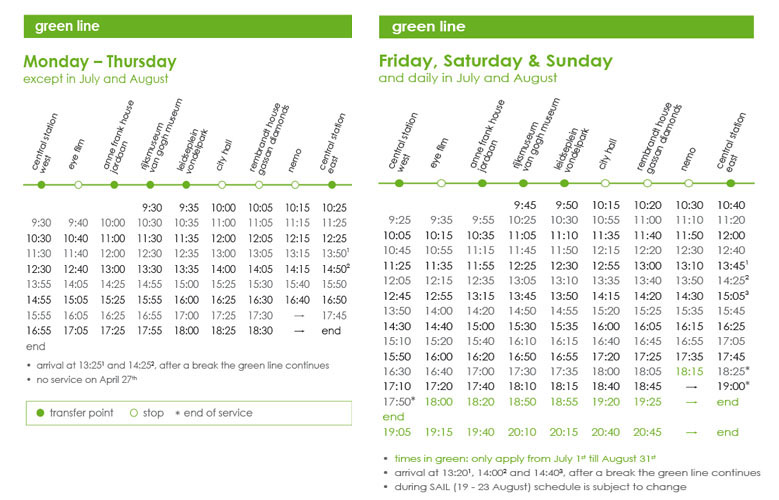 green line
Monday – Thursday
except in July and August
central station west
eye film
anne frank house jordaan
rijksmuseum van gogh museum
leidseplein vondelpark
city hall
rembrandt house gassan diamonds
nemo
central station east
9:30 9:35 10:00 10:05 10:15 10:25
9:30 9:40 10:00 10:30 10:35 11:00 11:05 11:15 11:25
10:30 10:40 11:00 11:30 11:35 12:00 12:05 12:15 12:25
11:30 11:40 12:00 12:30 12:35 13:00 13:05 13:15 13:50¹
12:30 12:40 13:00 13:30 13:35 14:00 14:05 14:15 14:50²
13:55 14:05 14:25 14:55 15:00 15:25 15:30 15:40 15:50
14:55 15:05 15:25 15:55 16:00 16:25 16:30 16:40 16:50
15:55 16:05 16:25 16:55 17:00 17:25 17:30 → 17:45
16:55 17:05 17:25 17:55 18:00 18:25 18:30 → end
end
• arrival at 13:25¹ and 14:25², after a break the green line continues
• no service on April 27th
transfer point stop * end of service
green line
Friday, Saturday & Sunday
and daily in July and August
central station west
eye film
anne frank house jordaan
rijksmuseum van gogh museum
leidseplein vondelpark
city hall
rembrandt house gassan diamonds
nemo
central station east
9:45 9:50 10:15 10:20 10:30 10:40
9:25 9:35 9:55 10:25 10:30 10:55 11:00 11:10 11:20
10:05 10:15 10:35 11:05 11:10 11:35 11:40 11:50 12:00
10:45 10:55 11:15 11:45 11:50 12:15 12:20 12:30 12:40
11:25 11:35 11:55 12:25 12:30 12:55 13:00 13:10 13:45¹
12:05 12:15 12:35 13:05 13:10 13:35 13:40 13:50 14:25²
12:45 12:55 13:15 13:45 13:50 14:15 14:20 14:30 15:05³
13:50 14:00 14:20 14:50 14:55 15:20 15:25 15:35 15:45
14:30 14:40 15:00 15:30 15:35 16:00 16:05 16:15 16:25
15:10 15:20 15:40 16:10 16:15 16:40 16:45 16:55 17:05
15:50 16:00 16:20 16:50 16:55 17:20 17:25 17:35 17:45
16:30 16:40 17:00 17:30 17:35 18:00 18:05 18:15 18:25*
17:10 17:20 17:40 18:10 18:15 18:40 18:45 → 19:00*
17:50* 18:00 18:20 18:50 18:55 19:20 19:25 → end
end
19:05 19:15 19:40 20:10 20:15 20:40 20:45 → end
• times in green: only apply from July 1st till August 31st
• arrival at 13:20¹, 14:00² and 14:40³, after a break the green line continues
• during SAIL (19 - 23 August) schedule is subject to change